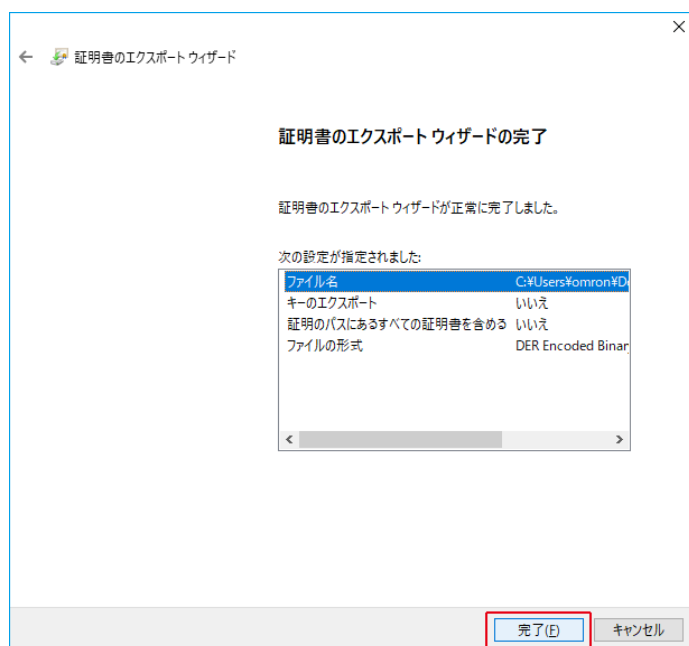 証明書のエクスポート ウィザード
証明書のエクスポート ウィザードの完了
証明書のエクスポート ウィザードが正常に完了しました。
次の設定が指定されました:
ファイル名 C:¥Users¥omron¥De
キーのエクスポート いいえ
証明のパスにあるすべての証明書を含める いいえ
ファイルの形式 DER Encoded Binar
完了(F) キャンセル